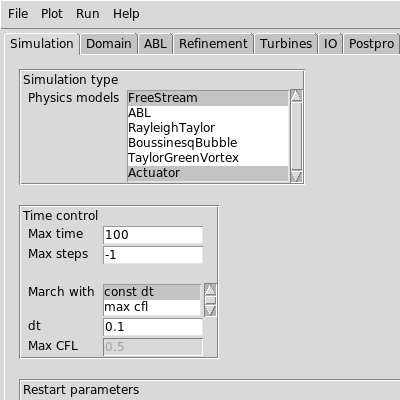 File Plot Run Help
Simulation Domain ABL Refinement Turbines IO Postpro
Simulation type
Physics models FreeStream
ABL
RayleighTaylor
BoussinesqBubble
TaylorGreenVortex
Actuator
Time control
Max time 100
Max steps -1
March with const dt
max cfl
dt 0.1
Max CFL 0.5
Restart parameters